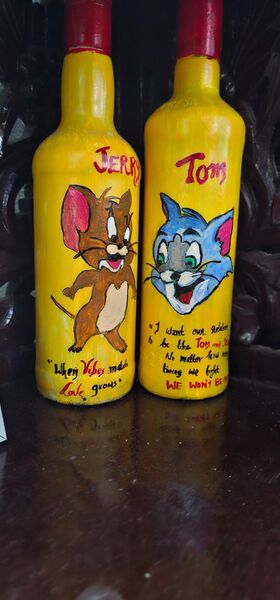 JERRY
"When Vibes match
Love grows"
Tom
"I want our
to be like Tom and
No matter how
times we fight
WE WON'T BE